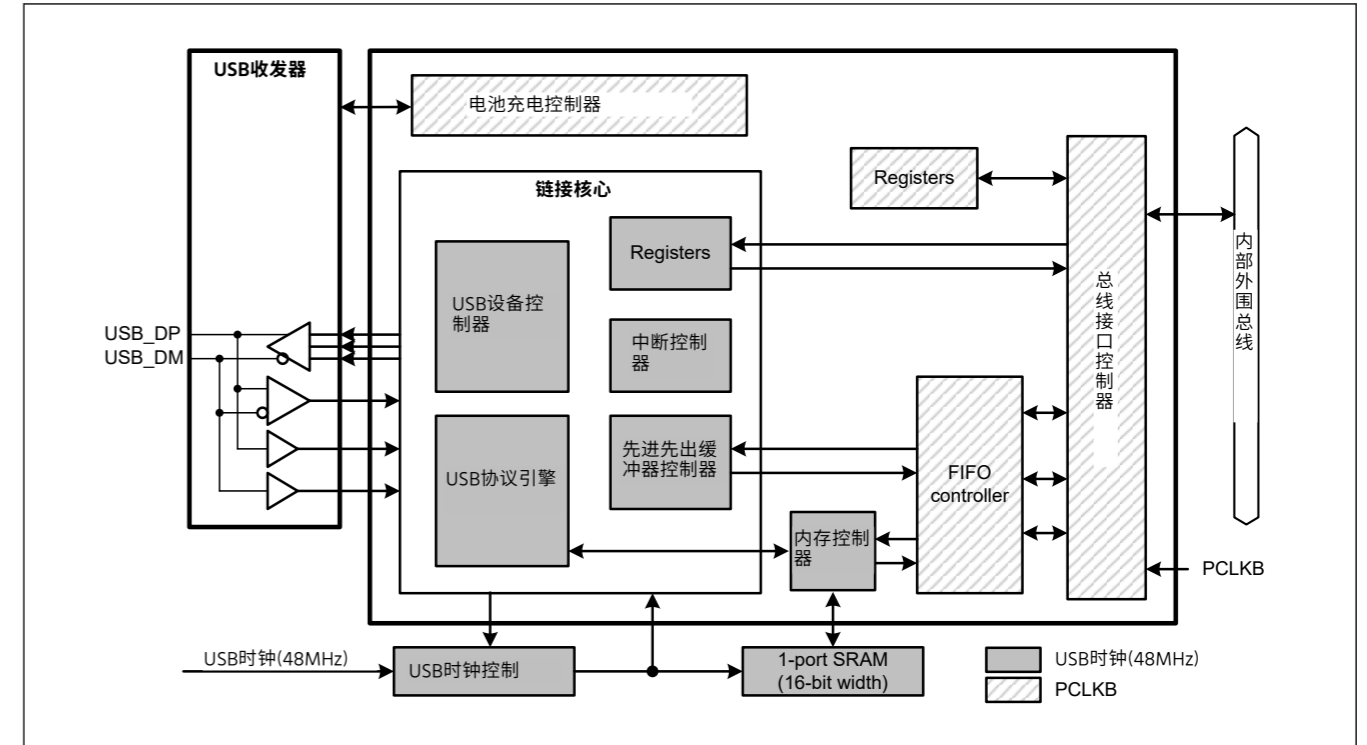 USB收发器
电池充电控制器
链接核心
Registers
Registers
USB设备控
制器
中断控制
器
USB_DP
USB_DM
先进先出缓
冲器控制器
USB协议引擎
FIFO
controller
内存控制
器
总
线
接
口
控
制
器
内
部
外
围
总
线
PCLKB
USB时钟(48MHz)
USB时钟控制
1-port SRAM
(16-bit width)
USB时钟(48MHz)
PCLKB